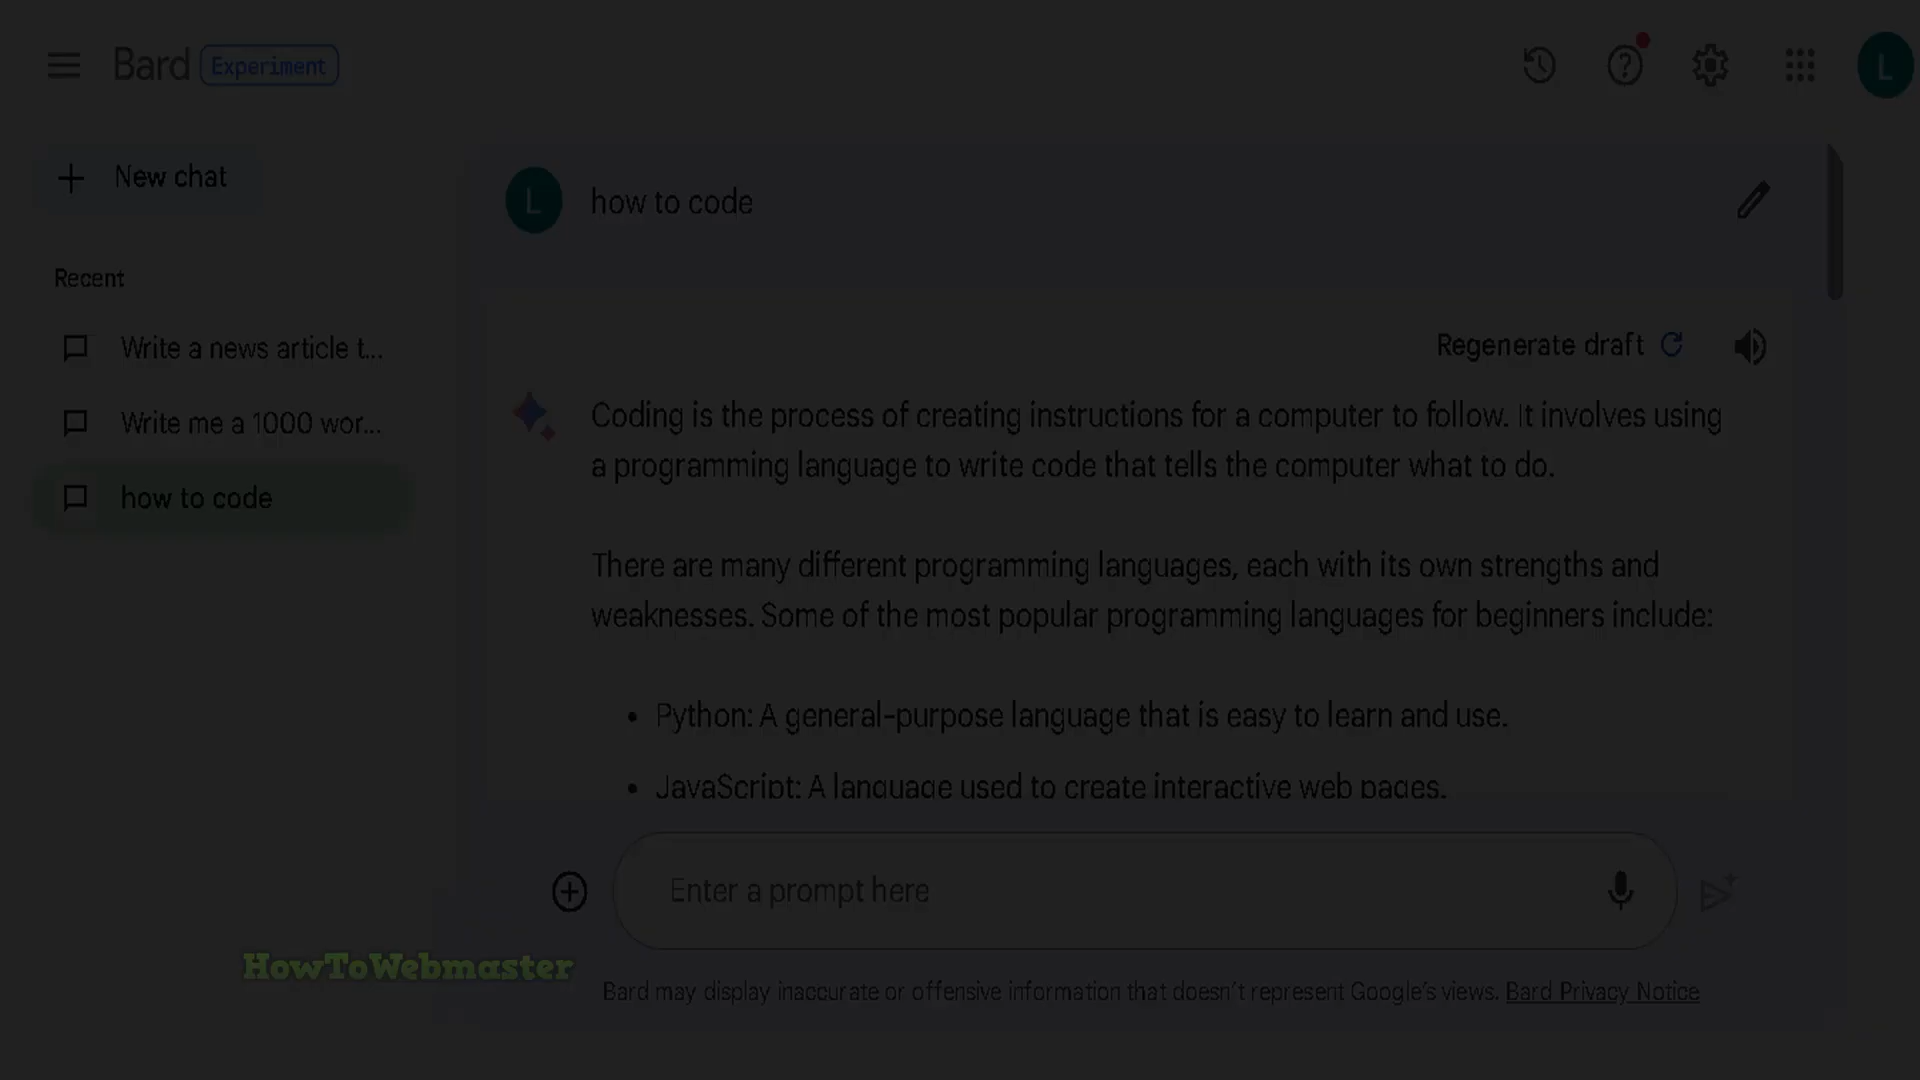 Bard Experiment
L
New chat
Recent
Write a news article t...
Write me a 1000 wor...
how to code
L how to code
Regenerate draft
Coding is the process of creating instructions for a computer to follow. It involves using
a programming language to write code that tells the computer what to do.
There are many different programming languages, each with its own strengths and
weaknesses. Some of the most popular programming languages for beginners include:
• Python: A general-purpose language that is easy to learn and use.
• JavaScript: A language used to create interactive web pages.
Enter a prompt here
HowToWebmaster
Bard may display inaccurate or offensive information that doesn't represent Google's views. Bard Privacy Notice